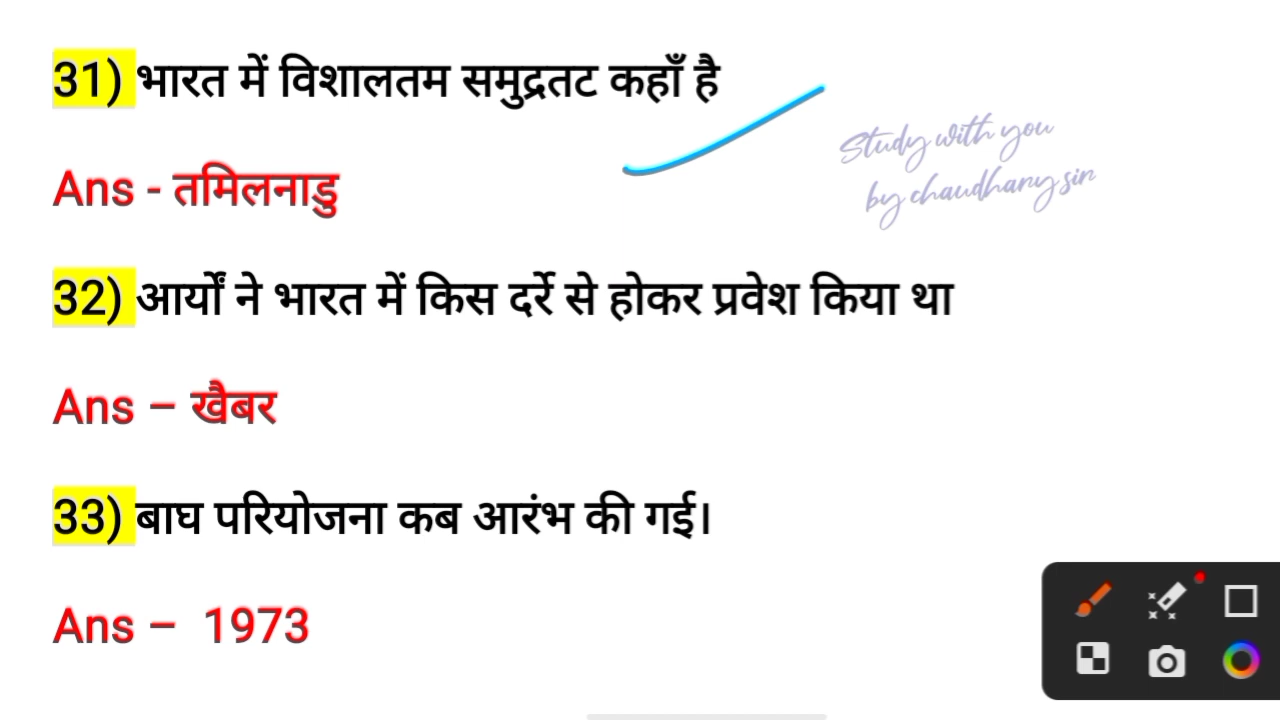 31) भारत में विशालतम समुद्रतट कहाँ है
Study with you
by chaudhary sir
Ans - तमिलनाडु
32) आर्यों ने भारत में किस दर्रे से होकर प्रवेश किया था
Ans – खैबर
33) बाघ परियोजना कब आरंभ की गई।
Ans – 1973